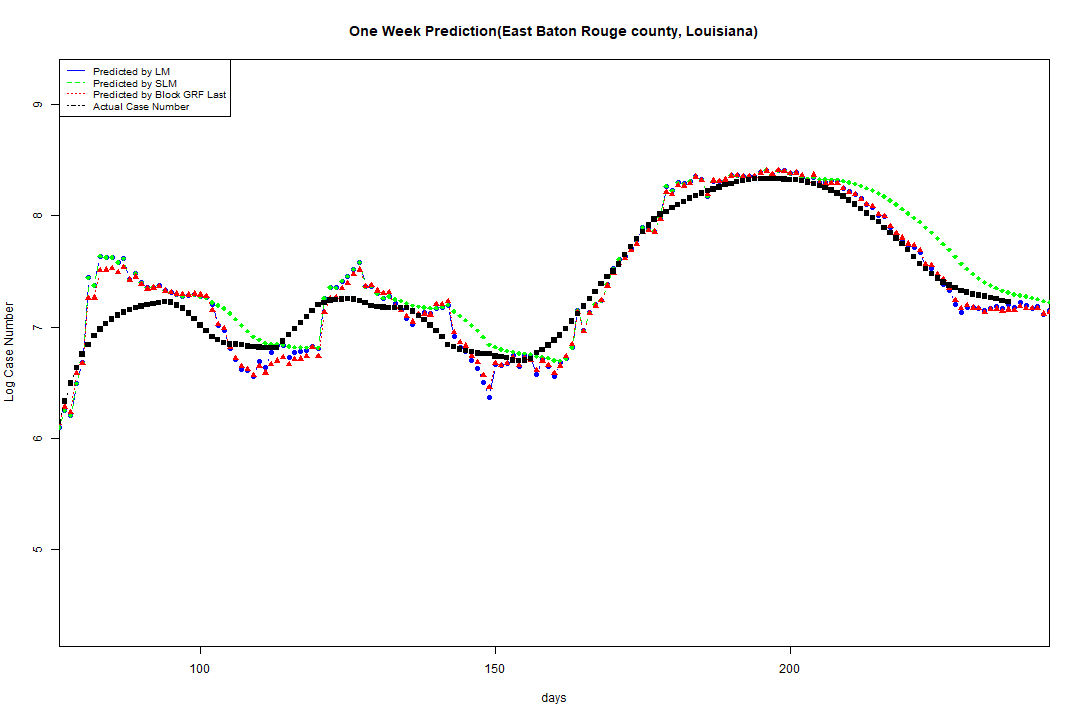 One Week Prediction(East Baton Rouge county, Louisiana)
Predicted by LM
Predicted by SLM
Predicted by Block GRF Last
Actual Case Number
9
8
7
6
5
Log Case Number
100 150 200
days